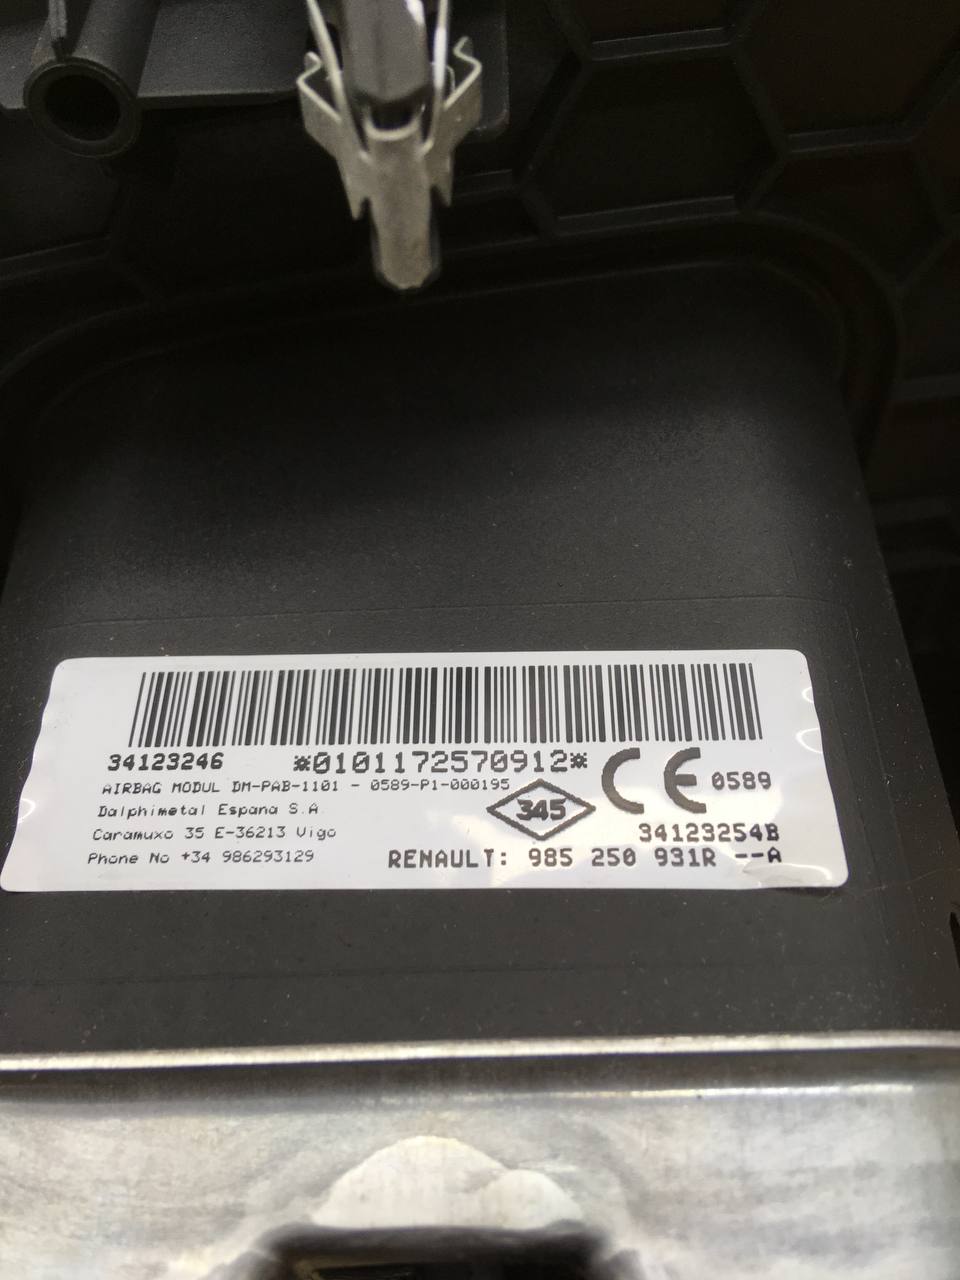 34123246 *0101172570912*
AIRBAG MODUL DM-PAB-1101 - 0589-P1-000195
CE 0589
Dalphimetal Espana S.A.
345
Caramuxo 35 E-36213 Vigo
34123254B
Phone No +34 986293129
RENAULT: 985 250 931R --A